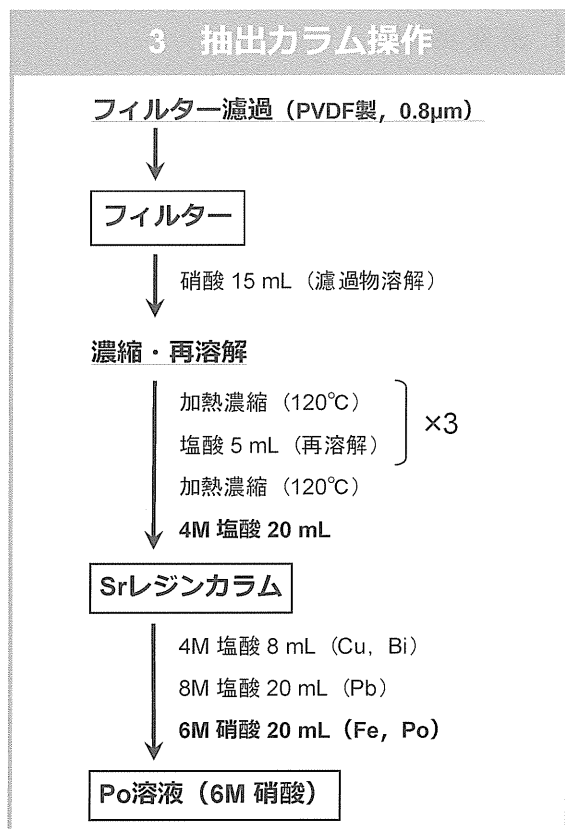 3 抽出カラム操作
フィルター濾過（PVDF製，0.8μm）
フィルター
硝酸 15 mL（濾過物溶解）
濃縮・再溶解
加熱濃縮（120℃）
塩酸 5 mL（再溶解）
×3
加熱濃縮（120℃）
4M 塩酸 20 mL
Srレジンカラム
4M 塩酸 8 mL（Cu，Bi）
8M 塩酸 20 mL（Pb）
6M 硝酸 20 mL（Fe，Po）
Po溶液（6M 硝酸）